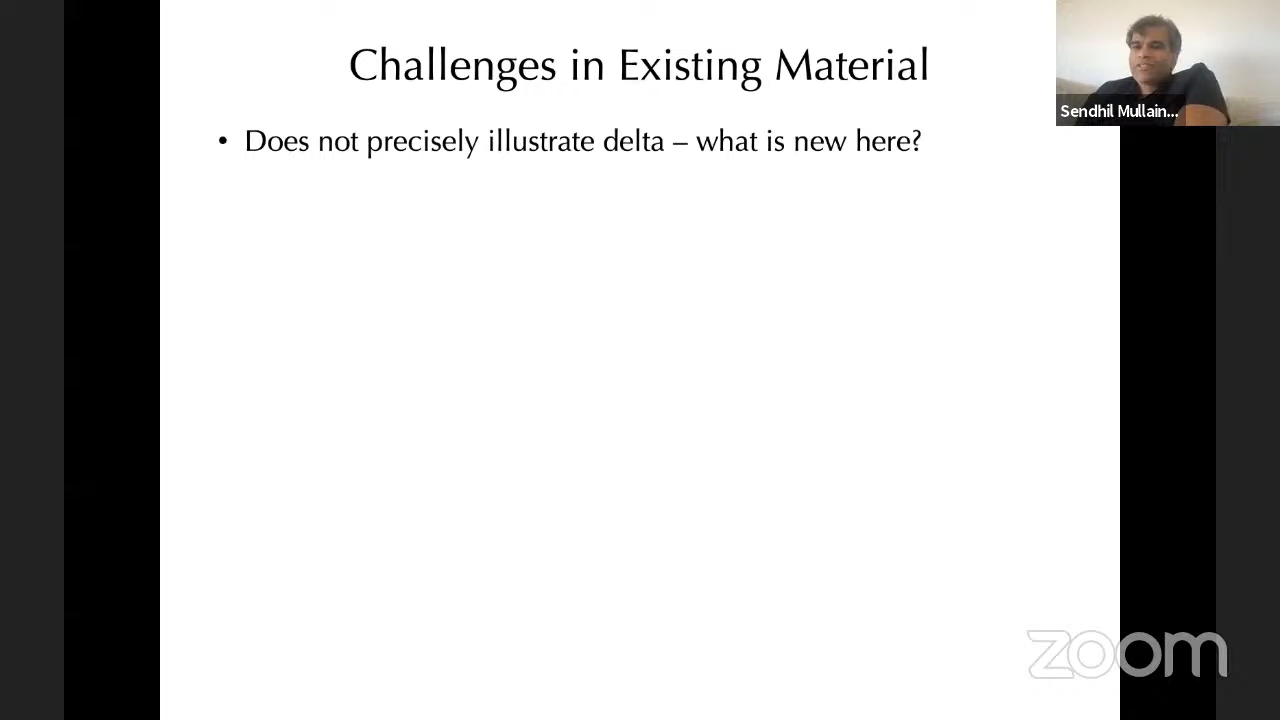 Challenges in Existing Material
Sendhil Mullain...
• Does not precisely illustrate delta – what is new here?
zoom